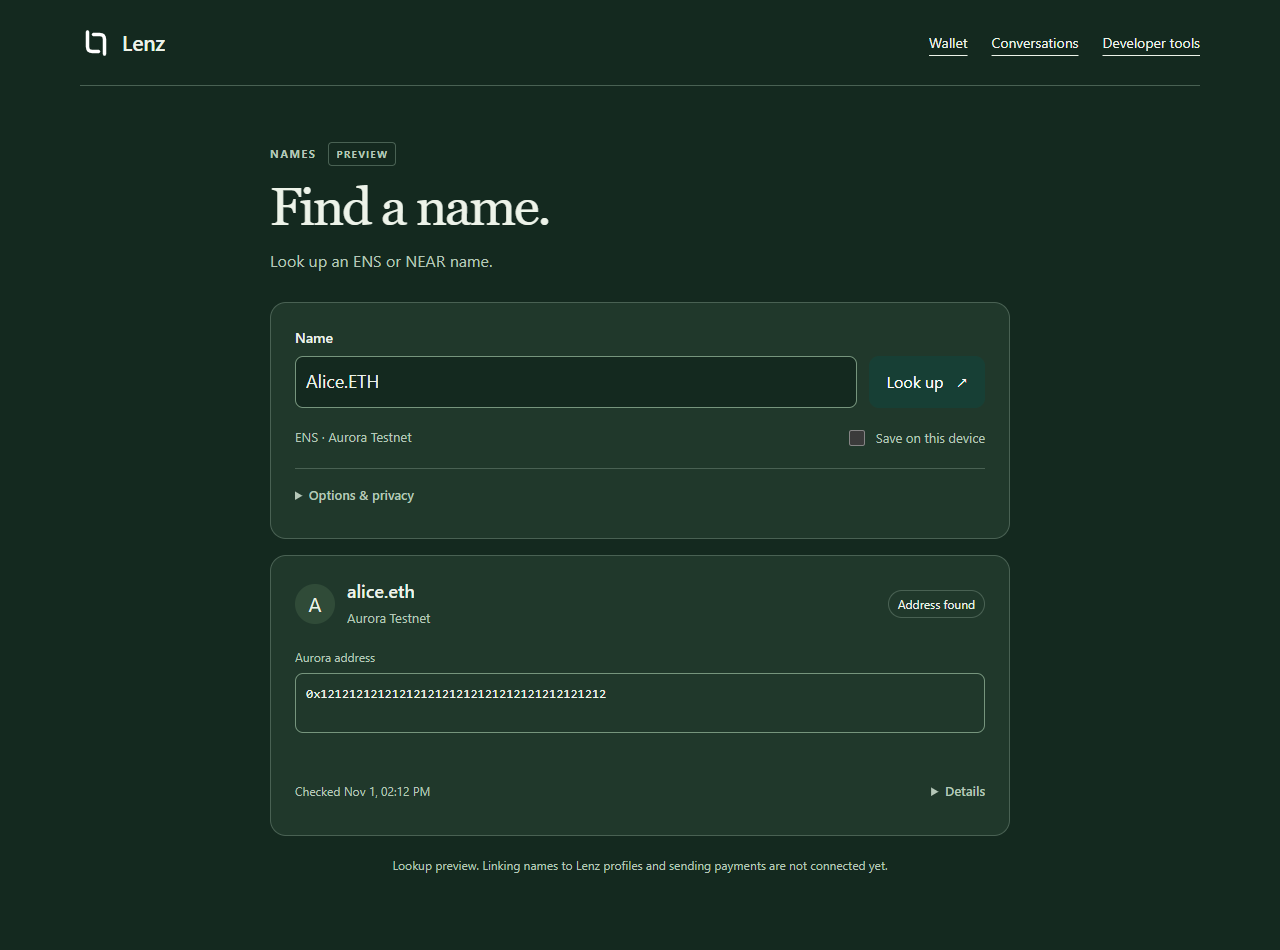 Lenz
Wallet Conversations Developer tools
NAMES PREVIEW
Find a name.
Look up an ENS or NEAR name.
Name
Alice.ETH
Look up ↗
ENS · Aurora Testnet
Save on this device
Options & privacy
A
alice.eth
Aurora Testnet
Address found
Aurora address
0x1212121212121212121212121212121212121212
Checked Nov 1, 02:12 PM
Details
Lookup preview. Linking names to Lenz profiles and sending payments are not connected yet.